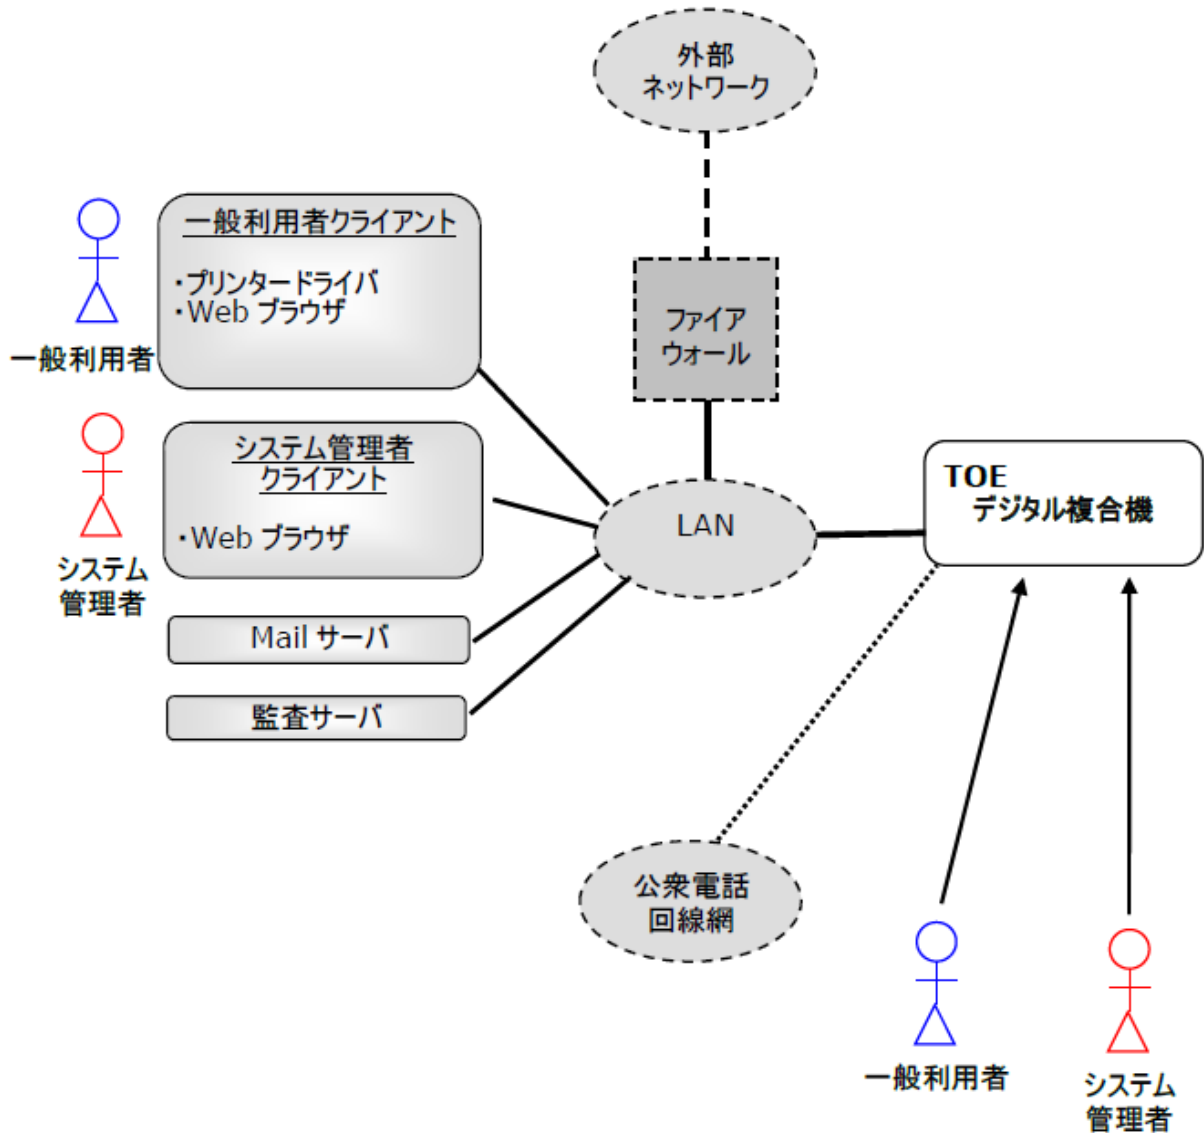 外部
ネットワーク
一般利用者クライアント
・プリンタードライバ
・Web ブラウザ
一般利用者
ファイア
ウォール
システム管理者
クライアント
・Web ブラウザ
システム
管理者
LAN
TOE
デジタル複合機
Mail サーバ
監査サーバ
公衆電話
回線網
一般利用者
システム
管理者